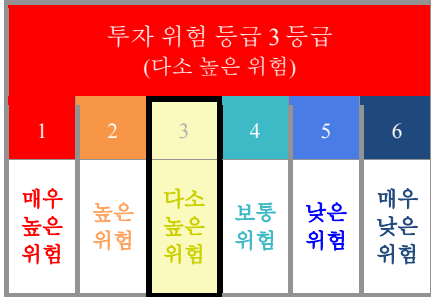 투자 위험 등급 3 등급
(다소 높은 위험)
1 2 3 4 5 6
매우 높은 위험
높은 위험
다소 높은 위험
보통 위험
낮은 위험
매우 낮은 위험